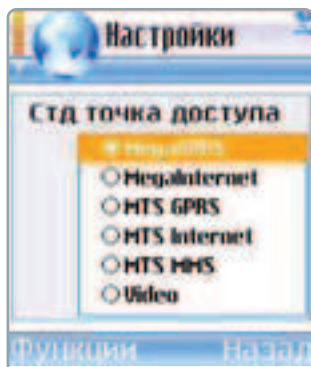 Настройки
Стд точка доступа
MegaGPRS
MegaInternet
MTS GPRS
MTS Internet
MTS MMS
Video
Функции Назад